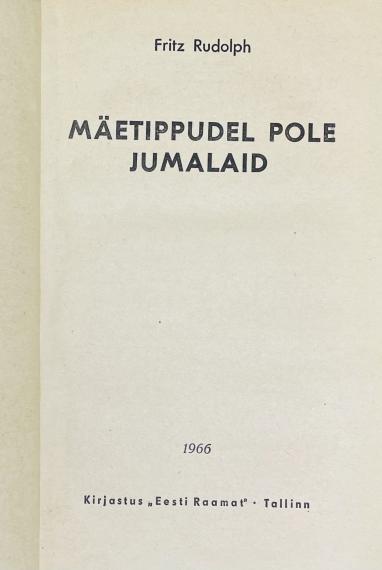 Fritz Rudolph
MÄETIPPUDEL POLE
JUMALAID
1966
Kirjastus „Eesti Raamat“ · Tallinn